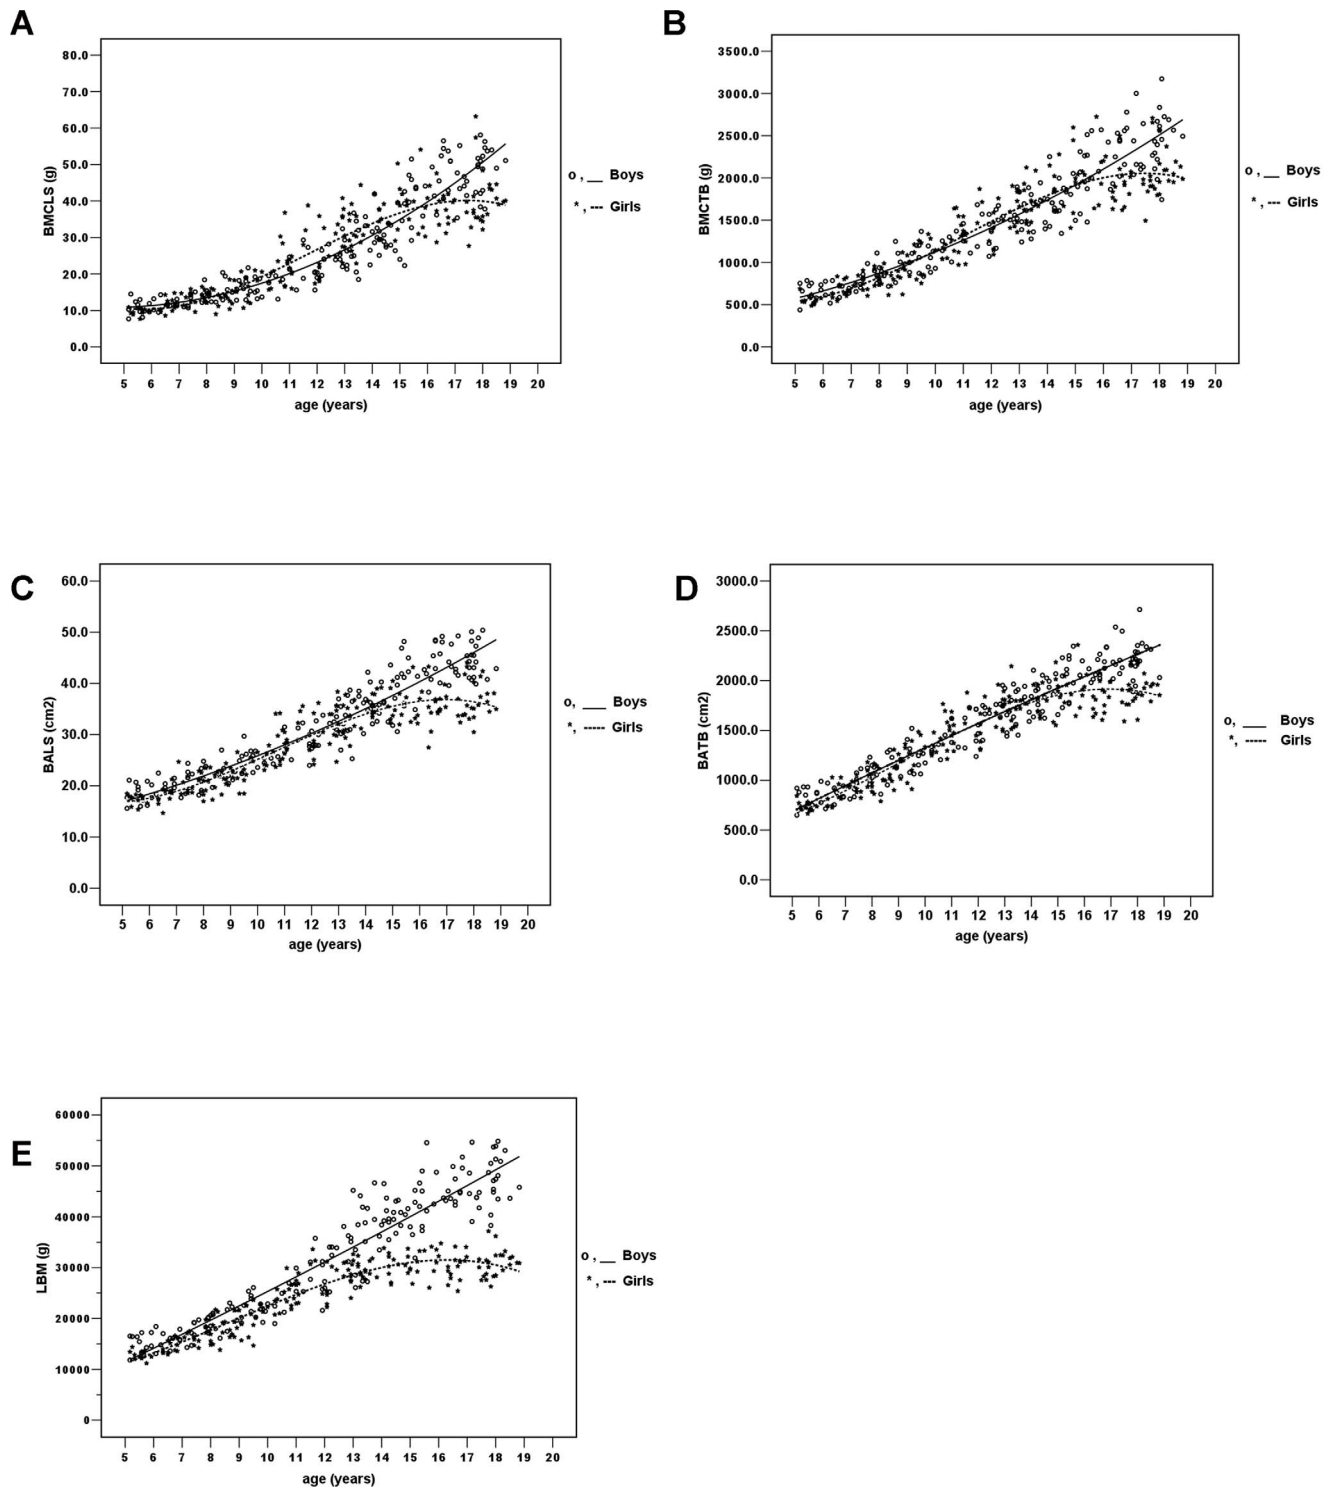 A
80.0
70.0
60.0
50.0
40.0
30.0
20.0
10.0
0.0
BMCLS (g)
5 6 7 8 9 10 11 12 13 14 15 16 17 18 19 20
age (years)
o , __ Boys
* , --- Girls
B
3500.0
3000.0
2500.0
2000.0
1500.0
1000.0
500.0
0.0
BMCTB (g)
5 6 7 8 9 10 11 12 13 14 15 16 17 18 19 20
age (years)
o , __ Boys
* , --- Girls
C
60.0
50.0
40.0
30.0
20.0
10.0
0.0
BALS (cm2)
5 6 7 8 9 10 11 12 13 14 15 16 17 18 19 20
age (years)
o, ___ Boys
*, ----- Girls
D
3000.0
2500.0
2000.0
1500.0
1000.0
500.0
0.0
BATB (cm2)
5 6 7 8 9 10 11 12 13 14 15 16 17 18 19 20
age (years)
o, ___ Boys
*, ----- Girls
E
60000
50000
40000
30000
20000
10000
0
LBM (g)
5 6 7 8 9 10 11 12 13 14 15 16 17 18 19 20
age (years)
o , __ Boys
* , --- Girls